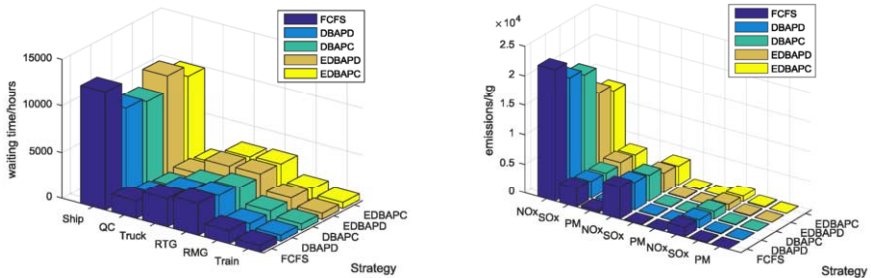 FCFS
DBAPD
DBAPC
EDBAPD
EDBAPC
15000
10000
5000
0
waiting time/hours
Ship
QC
Truck
RTG
RMG
Train
FCFS
DBAPD
DBAPC
EDBAPD
EDBAPC
Strategy
FCFS
DBAPD
DBAPC
EDBAPD
EDBAPC
×10⁴
2.5
2
1.5
1
0.5
0
emissions/kg
NOx
SOx
PM
NOx
SOx
PM
NOx
SOx
PM
FCFS
DBAPD
DBAPC
EDBAPD
EDBAPC
Strategy